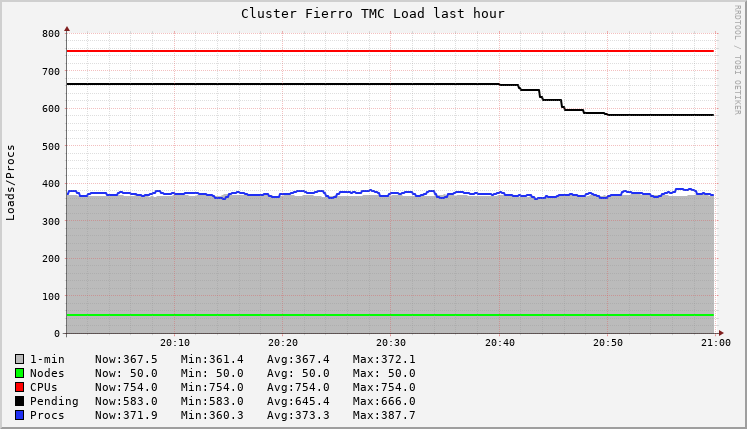 Cluster Fierro TMC Load last hour
RRDTOOL / TOBI OETIKER
Loads/Procs
800
700
600
500
400
300
200
100
0
20:10 20:20 20:30 20:40 20:50 21:00
1-min Now:367.5 Min:361.4 Avg:367.4 Max:372.1
Nodes Now: 50.0 Min: 50.0 Avg: 50.0 Max: 50.0
CPUs Now:754.0 Min:754.0 Avg:754.0 Max:754.0
Pending Now:583.0 Min:583.0 Avg:645.4 Max:666.0
Procs Now:371.9 Min:360.3 Avg:373.3 Max:387.7